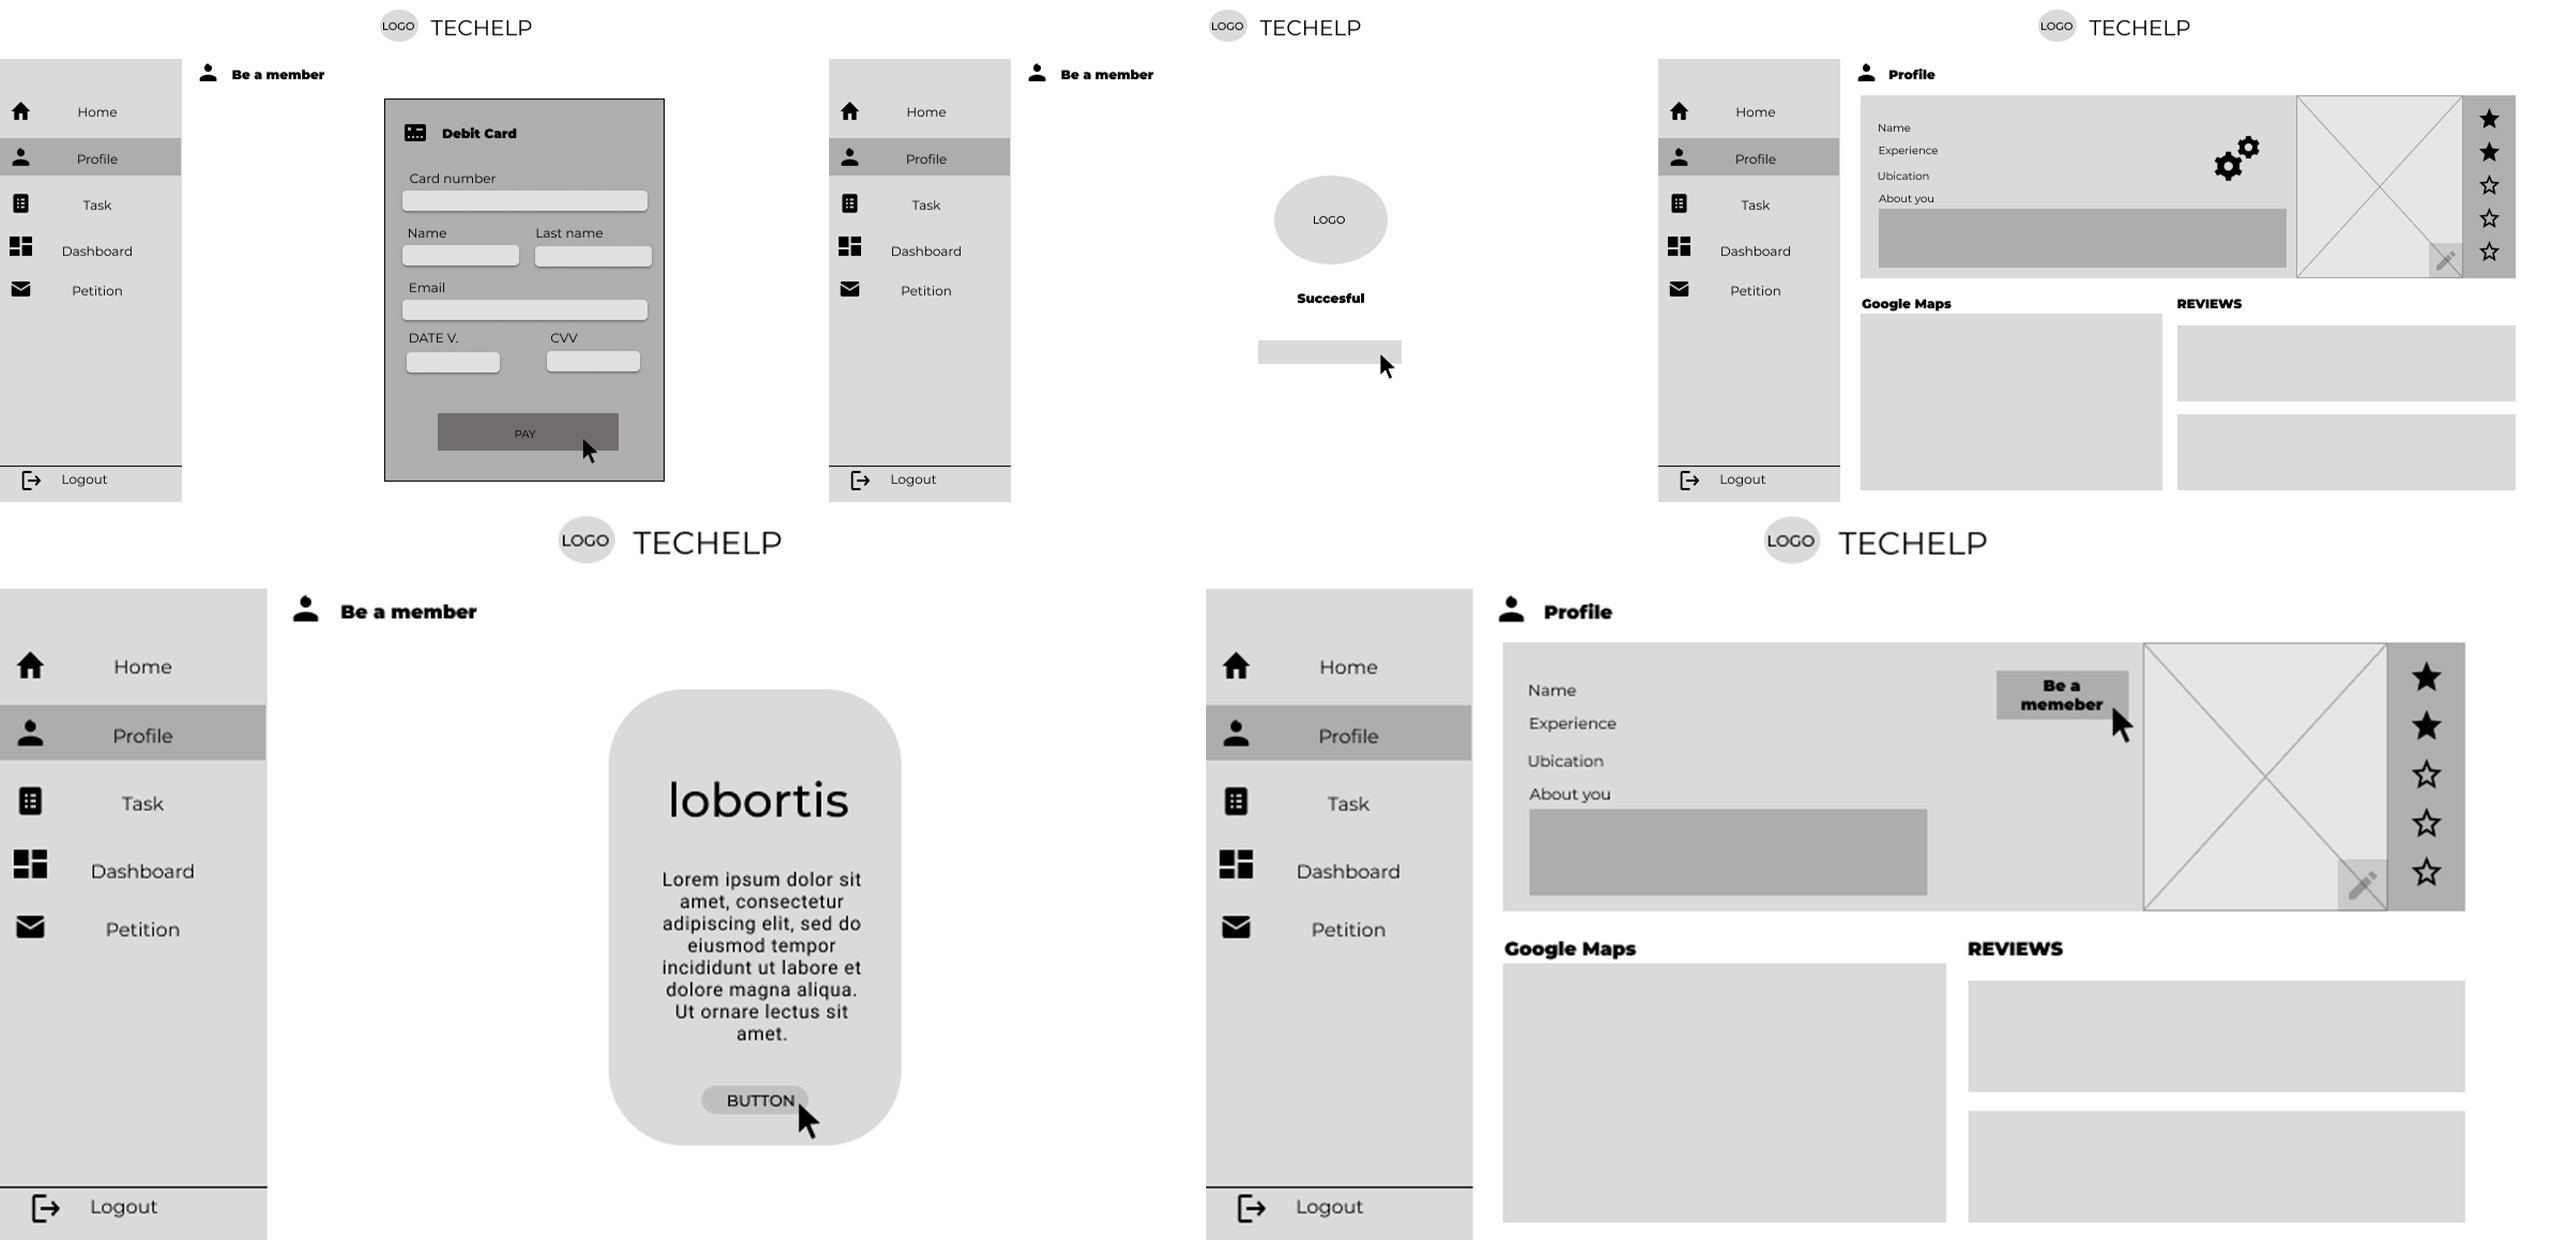 LOGO TECHELP
Be a member
Home
Profile
Task
Dashboard
Petition
Logout
Debit Card
Card number
Name Last name
Email
DATE V. CVV
PAY
LOGO TECHELP
Be a member
Home
Profile
Task
Dashboard
Petition
Logout
LOGO
Succesful
LOGO TECHELP
Profile
Home
Profile
Task
Dashboard
Petition
Logout
Name
Experience
Ubication
About you
Google Maps
REVIEWS
LOGO TECHELP
Be a member
Home
Profile
Task
Dashboard
Petition
Logout
lobortis
Lorem ipsum dolor sit
amet, consectetur
adipiscing elit, sed do
eiusmod tempor
incididunt ut labore et
dolore magna aliqua.
Ut ornare lectus sit
amet.
BUTTON
LOGO TECHELP
Profile
Home
Profile
Task
Dashboard
Petition
Logout
Name
Experience
Ubication
About you
Be a
memeber
Google Maps
REVIEWS